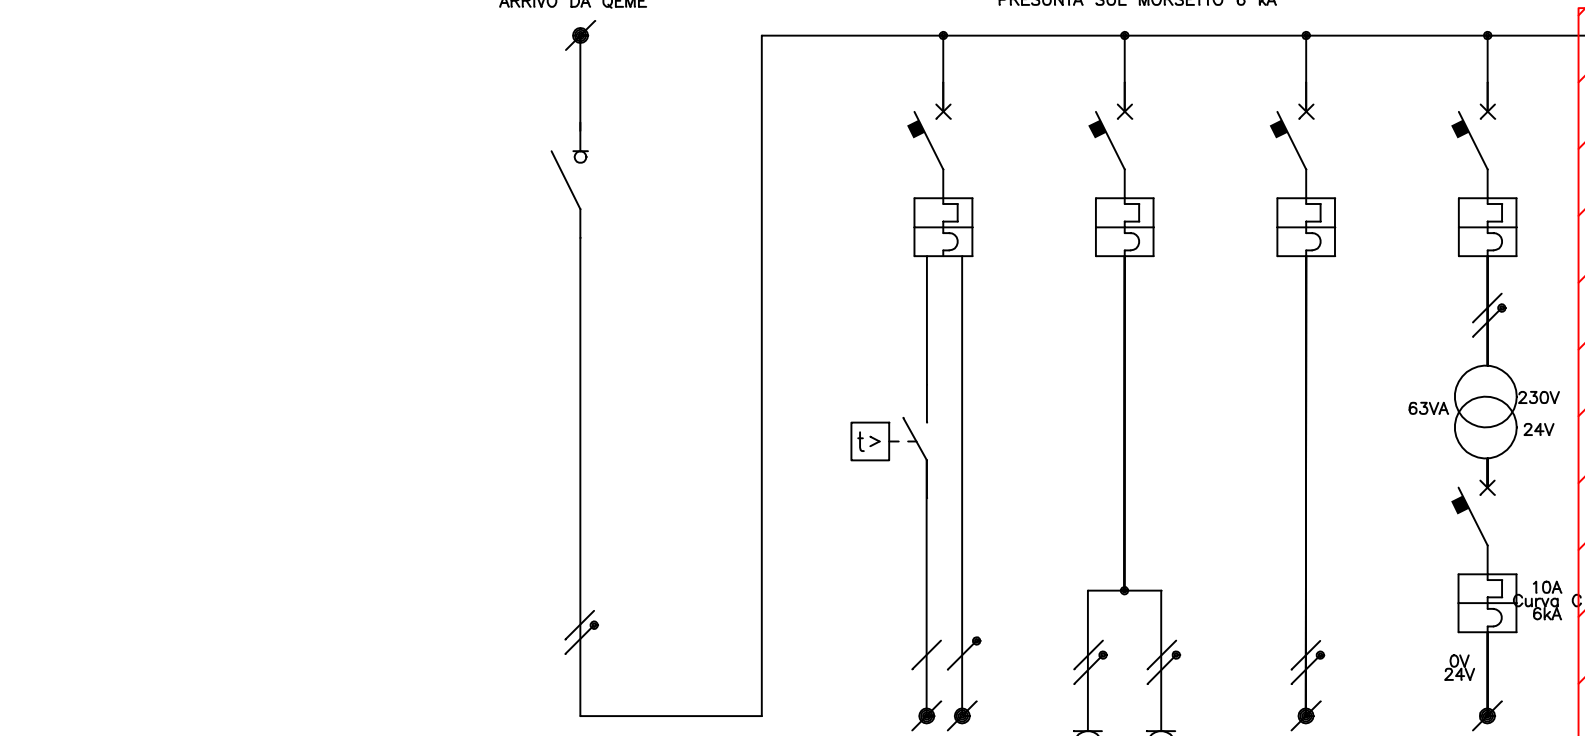 ARRIVO DA QEME
PRESUNTA SUL MORSETTO 6 kA
63VA
230V
24V
t>
10A
Curva C
6kA
0V
24V